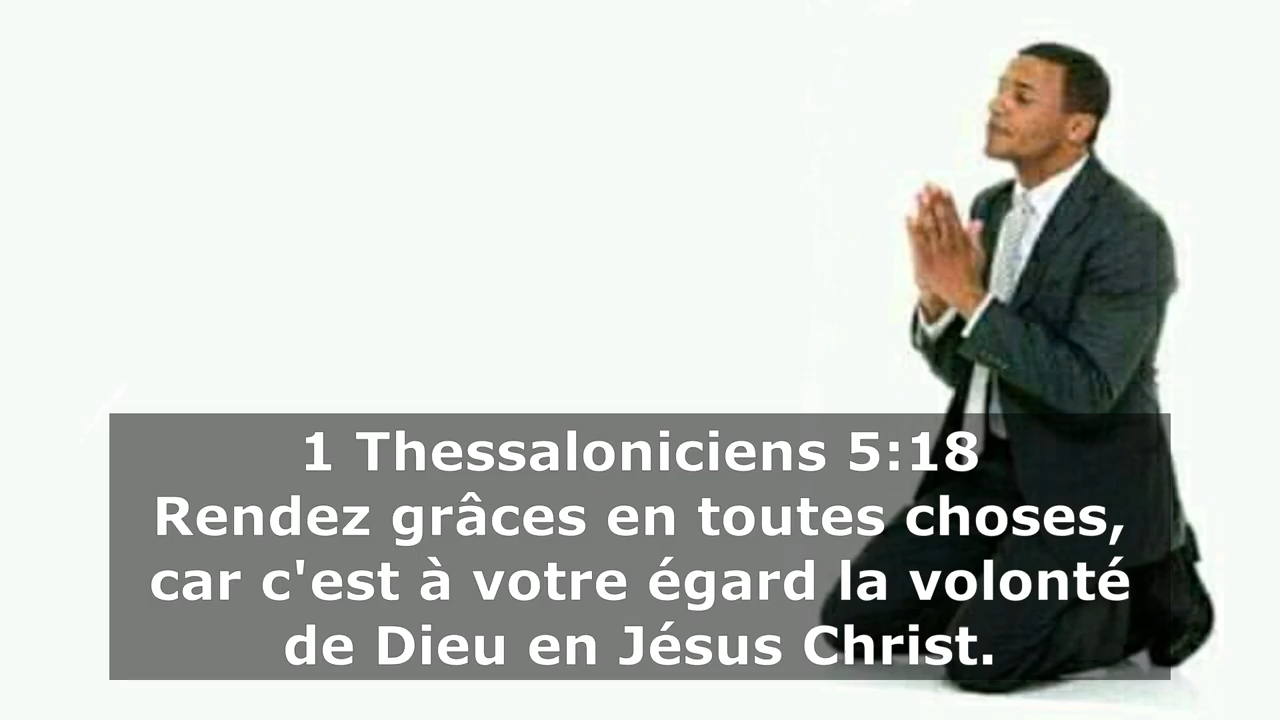 1 Thessaloniciens 5:18
Rendez grâces en toutes choses,
car c'est à votre égard la volonté
de Dieu en Jésus Christ.